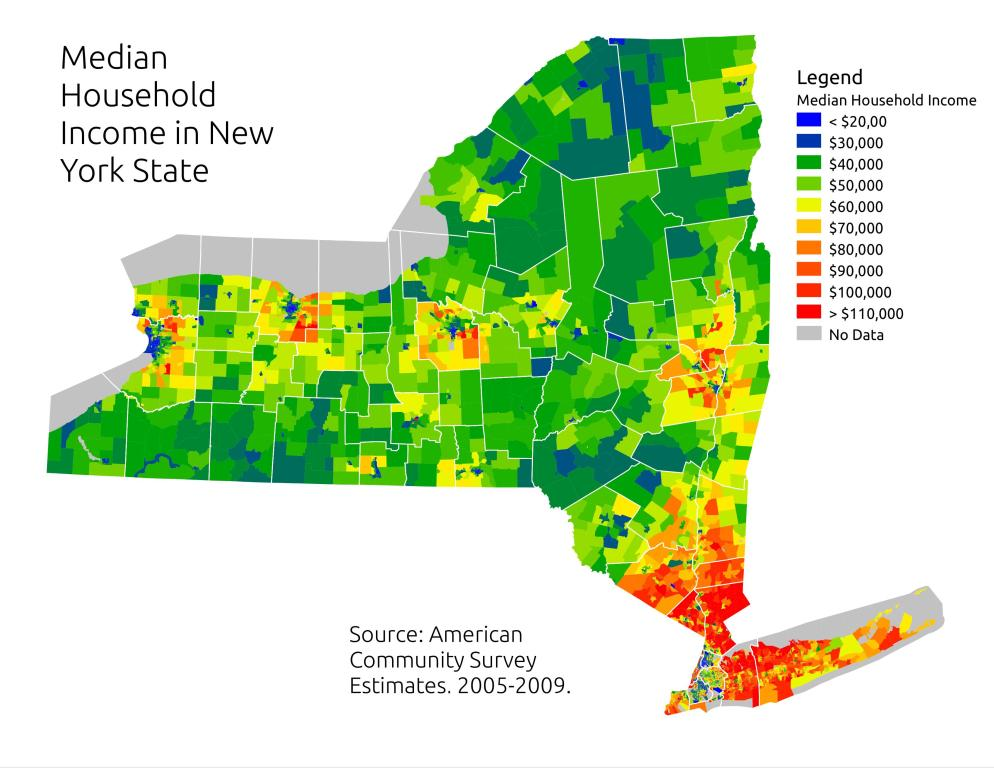 Median
Household
Income in New
York State
Legend
Median Household Income
< $20,00
$30,000
$40,000
$50,000
$60,000
$70,000
$80,000
$90,000
$100,000
> $110,000
No Data
Source: American
Community Survey
Estimates. 2005-2009.